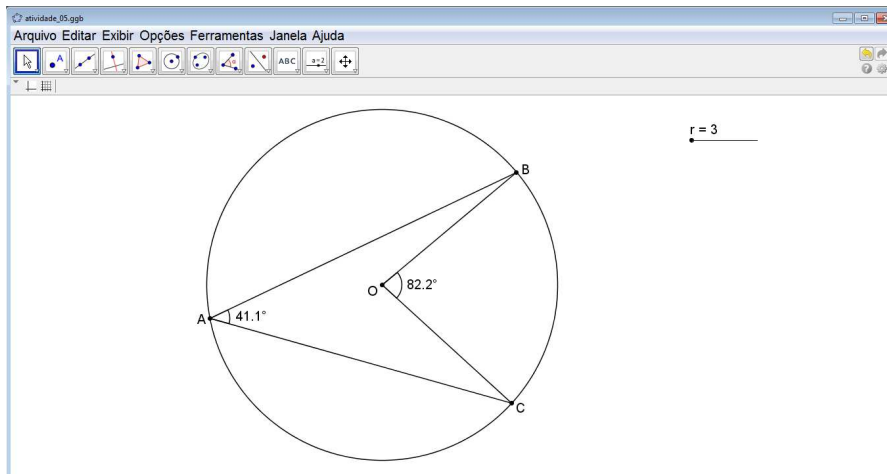 atividade_05.ggb
Arquivo Editar Exibir Opções Ferramentas Janela Ajuda
A
ABC
a=2
r = 3
B
O
82.2°
A
41.1°
C